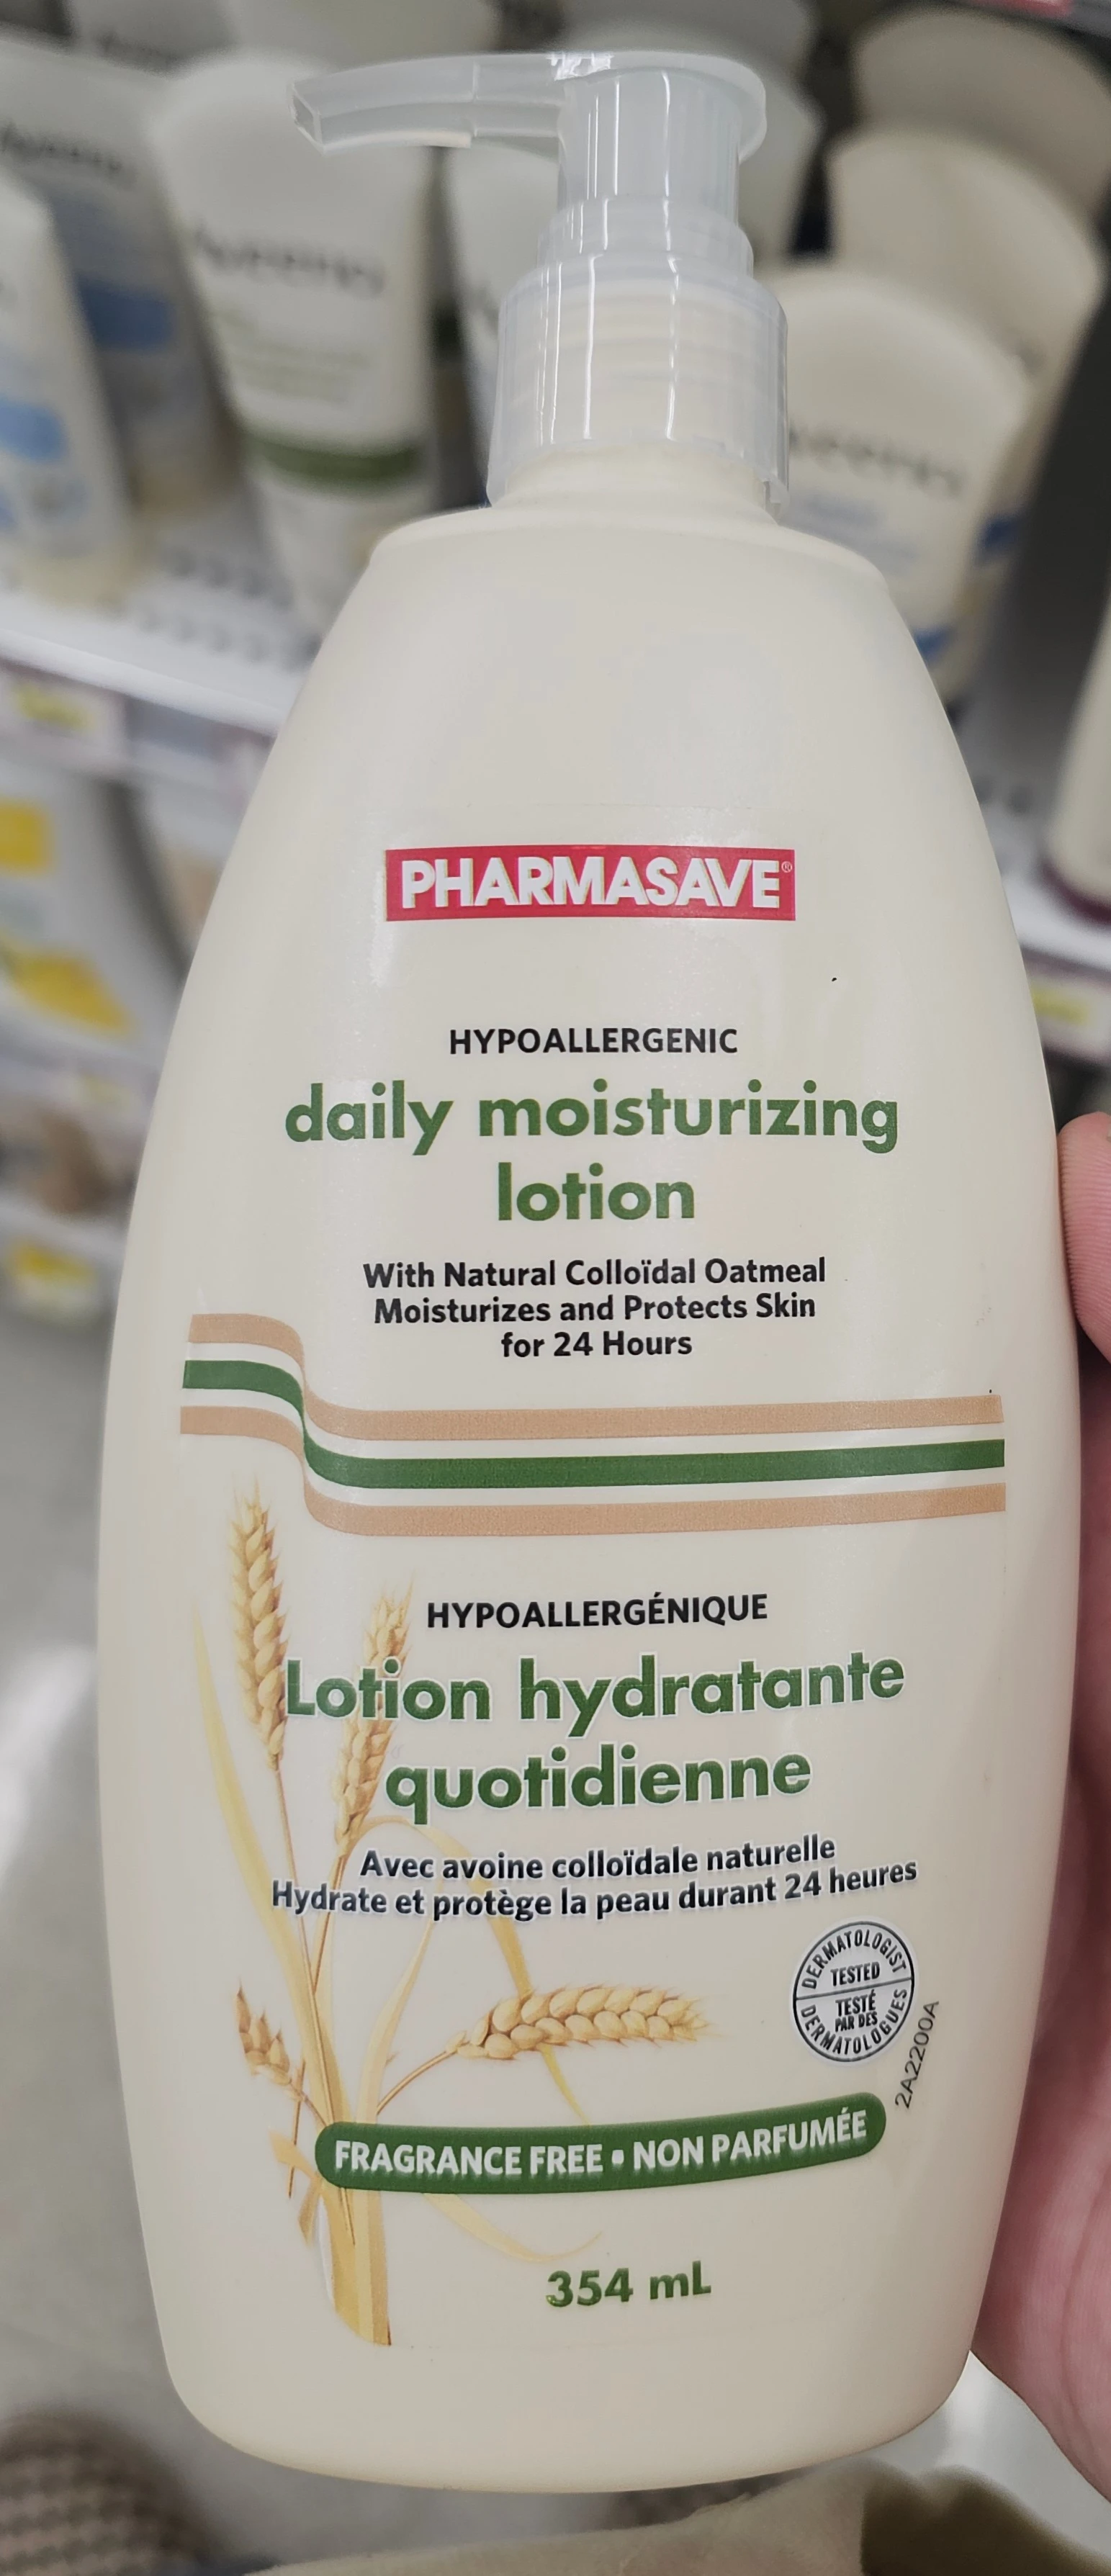 PHARMASAVE®
HYPOALLERGENIC
daily moisturizing
lotion
With Natural Colloïdal Oatmeal
Moisturizes and Protects Skin
for 24 Hours
HYPOALLERGÉNIQUE
Lotion hydratante
quotidienne
Avec avoine colloïdale naturelle
Hydrate et protège la peau durant 24 heures
DERMATOLOGIST
TESTED
TESTÉ
PAR DES
DERMATOLOGUES
2A2200A
FRAGRANCE FREE ▪ NON PARFUMÉE
354 mL